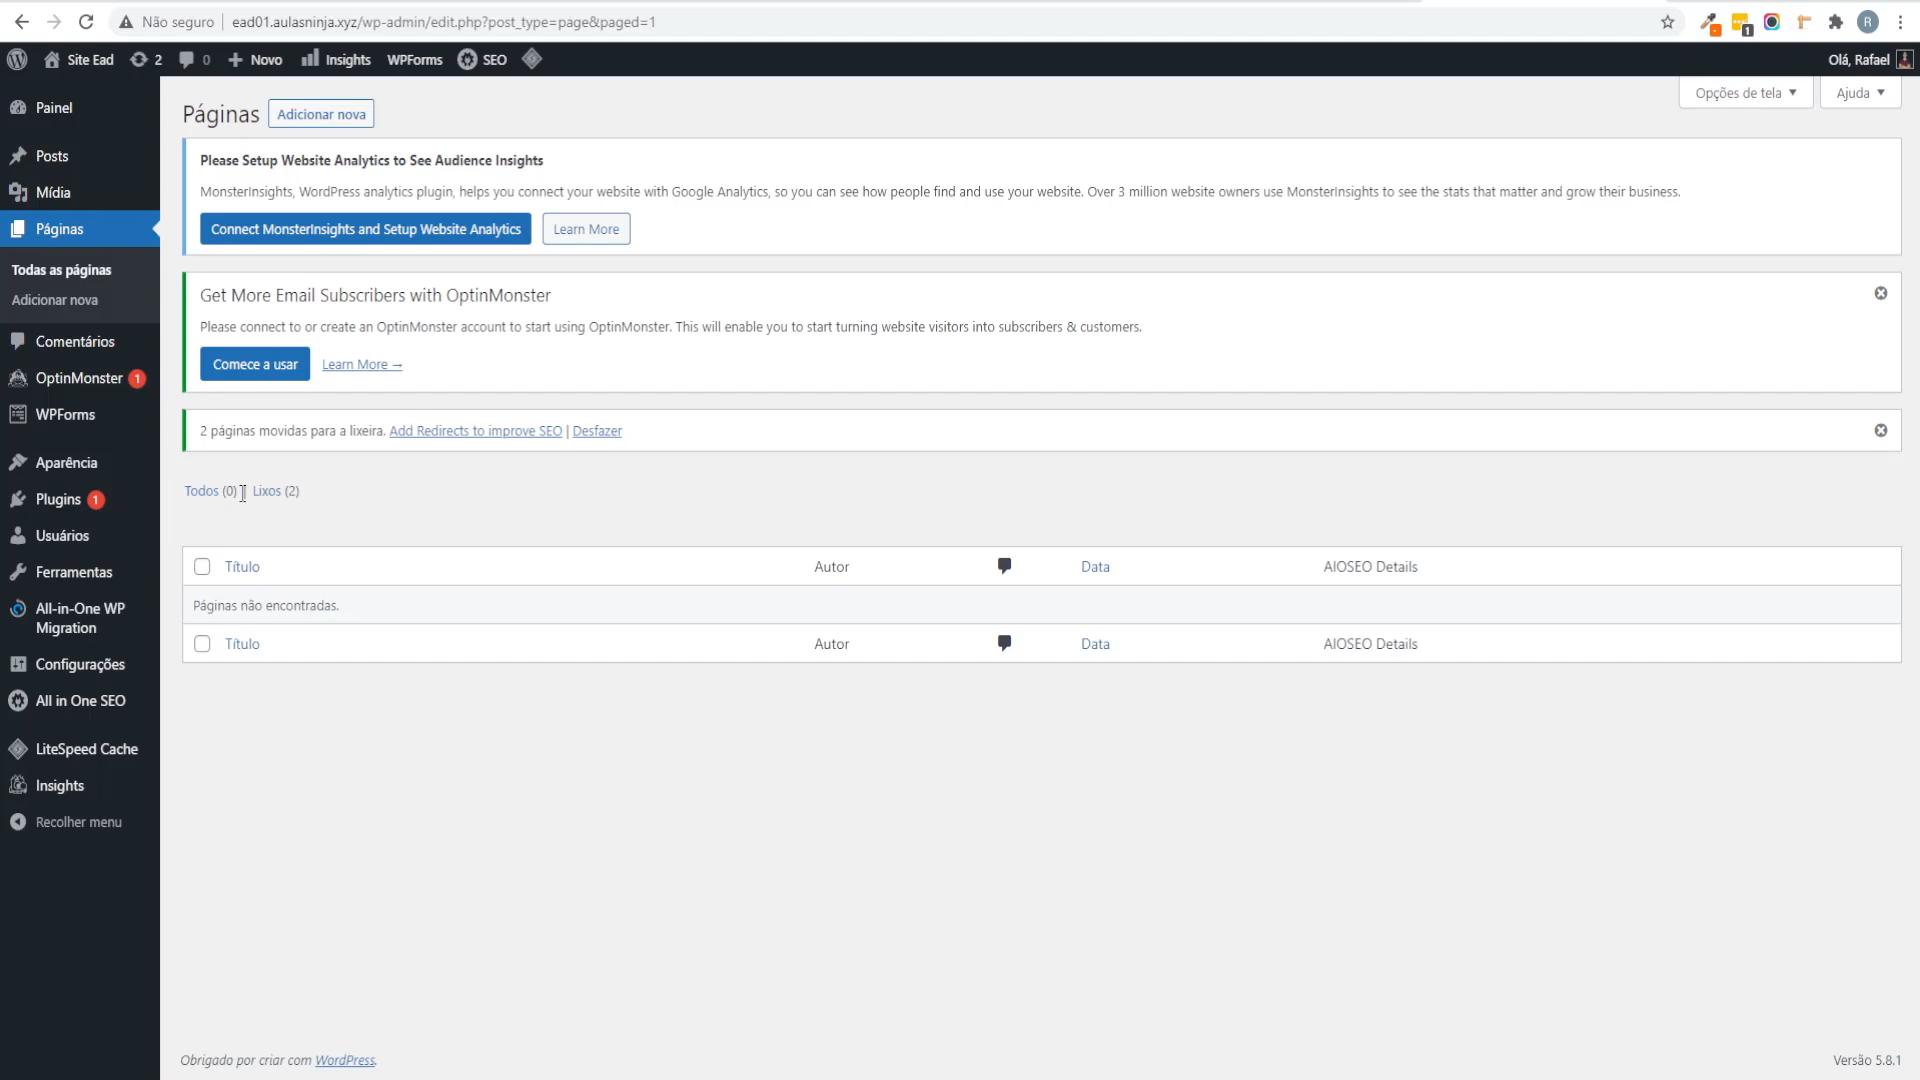 Não seguro
ead01.aulasninja.xyz/wp-admin/edit.php?post_type=page&paged=1
1
R
Site Ead
2
0
Novo
Insights
WPForms
SEO
Olá, Rafael
Painel
Posts
Mídia
Páginas
Todas as páginas
Adicionar nova
Comentários
OptinMonster 1
WPForms
Aparência
Plugins 1
Usuários
Ferramentas
All-in-One WP
Migration
Configurações
All in One SEO
LiteSpeed Cache
Insights
Recolher menu
Opções de tela
Ajuda
Páginas
Adicionar nova
Please Setup Website Analytics to See Audience Insights
MonsterInsights, WordPress analytics plugin, helps you connect your website with Google Analytics, so you can see how people find and use your website. Over 3 million website owners use MonsterInsights to see the stats that matter and grow their business.
Connect MonsterInsights and Setup Website Analytics
Learn More
Get More Email Subscribers with OptinMonster
Please connect to or create an OptinMonster account to start using OptinMonster. This will enable you to start turning website visitors into subscribers & customers.
Comece a usar
Learn More →
2 páginas movidas para a lixeira. Add Redirects to improve SEO | Desfazer
Todos (0) Lixos (2)
Título Autor Data AIOSEO Details
Páginas não encontradas.
Título Autor Data AIOSEO Details
Obrigado por criar com WordPress.
Versão 5.8.1